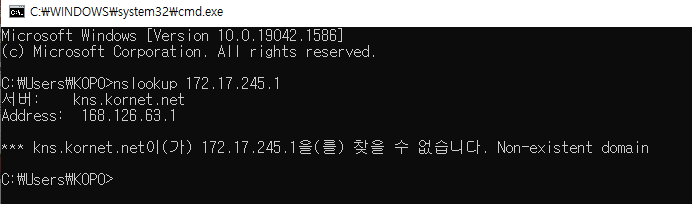 C:₩WINDOWS₩system32₩cmd.exe
Microsoft Windows [Version 10.0.19042.1586]
(c) Microsoft Corporation. All rights reserved.
C:₩Users₩KOPO>nslookup 172.17.245.1
서버:    kns.kornet.net
Address:  168.126.63.1
*** kns.kornet.net이(가) 172.17.245.1을(를) 찾을 수 없습니다. Non-existent domain
C:₩Users₩KOPO>